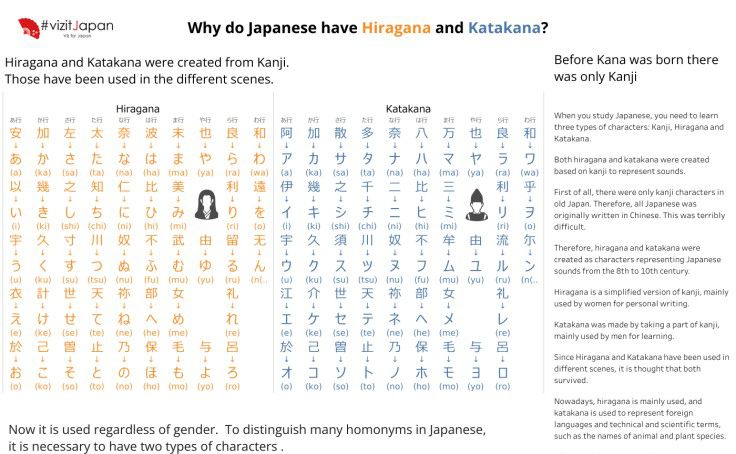 #vizitJapan
Vit for Japan
Why do Japanese have Hiragana and Katakana?
Hiragana and Katakana were created from Kanji.
Those have been used in the different scenes.
Hiragana
あ行 か行 さ行 た行 な行 は行 ま行 や行 ら行 わ行
安 加 左 太 奈 波 末 也 良 和
↓ ↓ ↓ ↓ ↓ ↓ ↓ ↓ ↓ ↓
あ か さ た な は ま や ら わ
(a) (ka) (sa) (ta) (na) (ha) (ma) (ya) (ra) (wa)
以 幾 之 知 仁 比 美 利 遠
↓ ↓ ↓ ↓ ↓ ↓ ↓ ↓ ↓
い き し ち に ひ み り を
(i) (ki) (shi) (chi) (ni) (hi) (mi) (ri) (o)
宇 久 寸 川 奴 不 武 由 留 无
↓ ↓ ↓ ↓ ↓ ↓ ↓ ↓ ↓ ↓
う く す つ ぬ ふ む ゆ る ん
(u) (ku) (su) (tsu) (nu) (fu) (mu) (yu) (ru) (n(..
衣 計 世 天 祢 部 女 礼
↓ ↓ ↓ ↓ ↓ ↓ ↓ ↓
え け せ て ね へ め れ
(e) (ke) (se) (te) (ne) (he) (me) (re)
於 己 曽 止 乃 保 毛 与 呂
↓ ↓ ↓ ↓ ↓ ↓ ↓ ↓ ↓
お こ そ と の ほ も よ ろ
(o) (ko) (so) (to) (no) (ho) (mo) (yo) (ro)
Katakana
あ行 か行 さ行 た行 な行 は行 ま行 や行 ら行 わ行
阿 加 散 多 奈 八 万 也 良 和
↓ ↓ ↓ ↓ ↓ ↓ ↓ ↓ ↓ ↓
ア カ サ タ ナ ハ マ ヤ ラ ワ
(a) (ka) (sa) (ta) (na) (ha) (ma) (ya) (ra) (wa)
伊 幾 之 千 二 比 三 利 乎
↓ ↓ ↓ ↓ ↓ ↓ ↓ ↓ ↓
イ キ シ チ ニ ヒ ミ リ ヲ
(i) (ki) (shi) (chi) (ni) (hi) (mi) (ri) (o)
宇 久 須 川 奴 不 牟 由 流 尔
↓ ↓ ↓ ↓ ↓ ↓ ↓ ↓ ↓ ↓
ウ ク ス ツ ヌ フ ム ユ ル ン
(u) (ku) (su) (tsu) (nu) (fu) (mu) (yu) (ru) (n(..
江 介 世 天 祢 部 女 礼
↓ ↓ ↓ ↓ ↓ ↓ ↓ ↓
エ ケ セ テ ネ ヘ メ レ
(e) (ke) (se) (te) (ne) (he) (me) (re)
於 己 曽 止 乃 保 毛 与 呂
↓ ↓ ↓ ↓ ↓ ↓ ↓ ↓ ↓
オ コ ソ ト ノ ホ モ ヨ ロ
(o) (ko) (so) (to) (no) (ho) (mo) (yo) (ro)
Now it is used regardless of gender. To distinguish many homonyms in Japanese,
it is necessary to have two types of characters .
Before Kana was born there
was only Kanji
When you study Japanese, you need to learn
three types of characters: Kanji, Hiragana and
Katakana.
Both hiragana and katakana were created
based on kanji to represent sounds.
First of all, there were only kanji characters in
old Japan. Therefore, all Japanese was
originally written in Chinese. This was terribly
difficult.
Therefore, hiragana and katakana were
created as characters representing Japanese
sounds from the 8th to 10th century.
Hiragana is a simplified version of kanji, mainly
used by women for personal writing.
Katakana was made by taking a part of kanji,
mainly used by men for learning.
Since Hiragana and Katakana have been used in
different scenes, it is thought that both
survived.
Nowadays, hiragana is mainly used, and
katakana is used to represent foreign
languages and technical and scientific terms,
such as the names of animal and plant species.